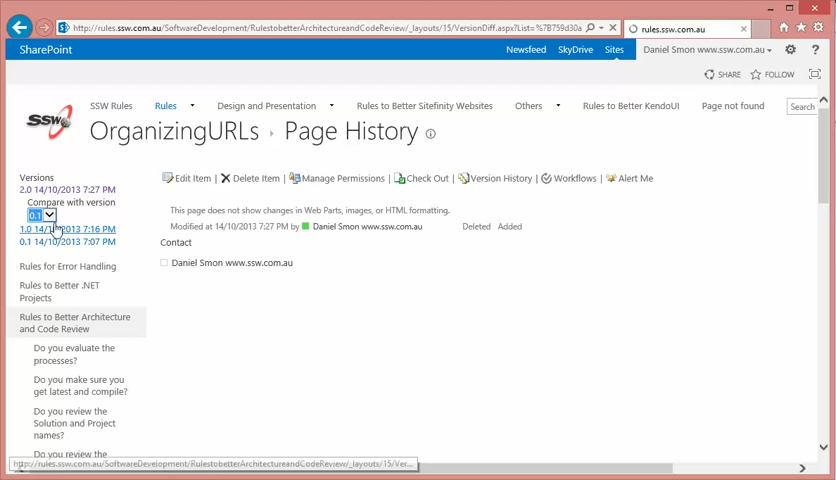 http://rules.ssw.com.au/SoftwareDevelopment/RulestobetterArchitectureandCodeReview/_layouts/15/VersionDiff.aspx?List=%7B759d30a
rules.ssw.com.au
SharePoint
Newsfeed SkyDrive Sites Daniel Smon www.ssw.com.au
SHARE FOLLOW
SSW Rules Rules Design and Presentation Rules to Better Sitefinity Websites Others Rules to Better KendoUI Page not found Search
SSW
OrganizingURLs Page History
Versions
Edit Item Delete Item Manage Permissions Check Out Version History Workflows Alert Me
2.0 14/10/2013 7:27 PM
Compare with version
0.1
This page does not show changes in Web Parts, images, or HTML formatting.
1.0 14/10/2013 7:16 PM
Modified at 14/10/2013 7:27 PM by Daniel Smon www.ssw.com.au Deleted Added
0.1 14/10/2013 7:07 PM
Contact
Daniel Smon www.ssw.com.au
Rules for Error Handling
Rules to Better .NET
Projects
Rules to Better Architecture
and Code Review
Do you evaluate the
processes?
Do you make sure you
get latest and compile?
Do you review the
Solution and Project
names?
Do you review the
http://rules.ssw.com.au/SoftwareDevelopment/RulestobetterArchitectureandCodeReview/_layouts/15/Ver...